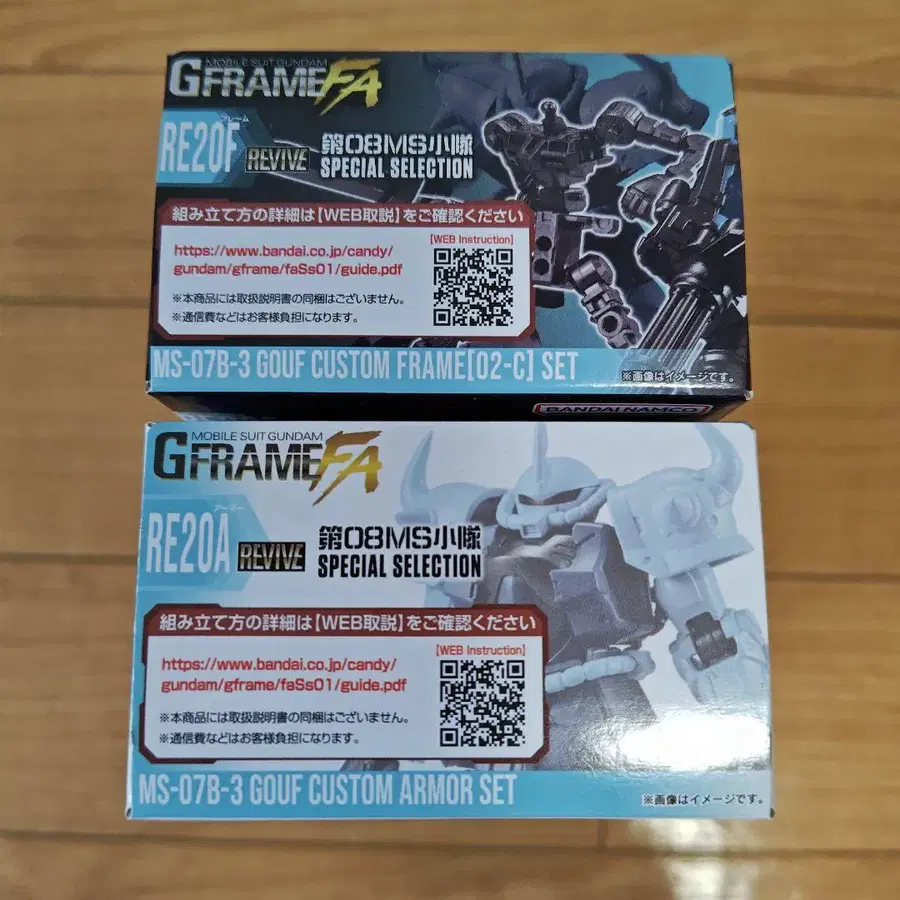 MOBILE SUIT GUNDAM
GFRAMEFA
フレーム
RE20F
REVIVE
第08MS小隊
SPECIAL SELECTION
組み立て方の詳細は【WEB取説】をご確認ください
https://www.bandai.co.jp/candy/
gundam/gframe/faSs01/guide.pdf
【WEB Instruction】
※本商品には取扱説明書の同梱はございません。
※通信費などはお客様負担になります。
MS-07B-3 GOUF CUSTOM FRAME[02-C] SET
※画像はイメージです。
BANDAI NAMCO
MOBILE SUIT GUNDAM
GFRAMEFA
アーマー
RE20A
REVIVE
第08MS小隊
SPECIAL SELECTION
組み立て方の詳細は【WEB取説】をご確認ください
https://www.bandai.co.jp/candy/
gundam/gframe/faSs01/guide.pdf
【WEB Instruction】
※本商品には取扱説明書の同梱はございません。
※通信費などはお客様負担になります。
MS-07B-3 GOUF CUSTOM ARMOR SET
※画像はイメージです。